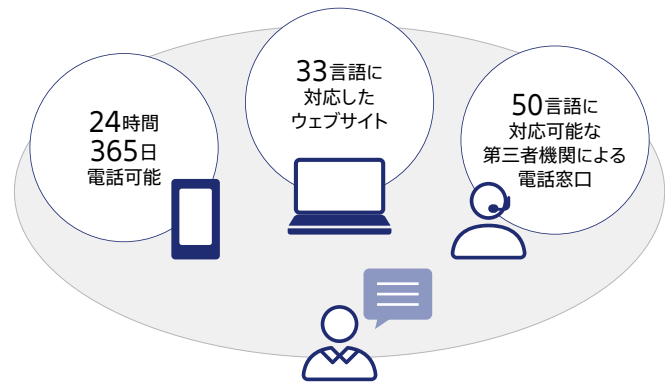 24時間
365日
電話可能
33言語に
対応した
ウェブサイト
50言語に
対応可能な
第三者機関による
電話窓口